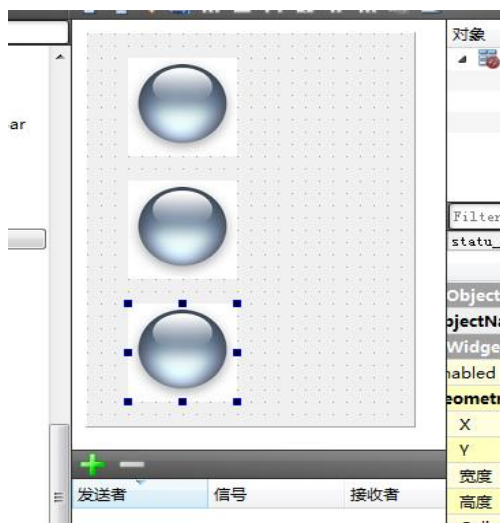 对象
ar
Filter
statu_
Object
bjectNa
Widge
nabled
eometr
X
Y
宽度
高度
发送者 信号 接收者